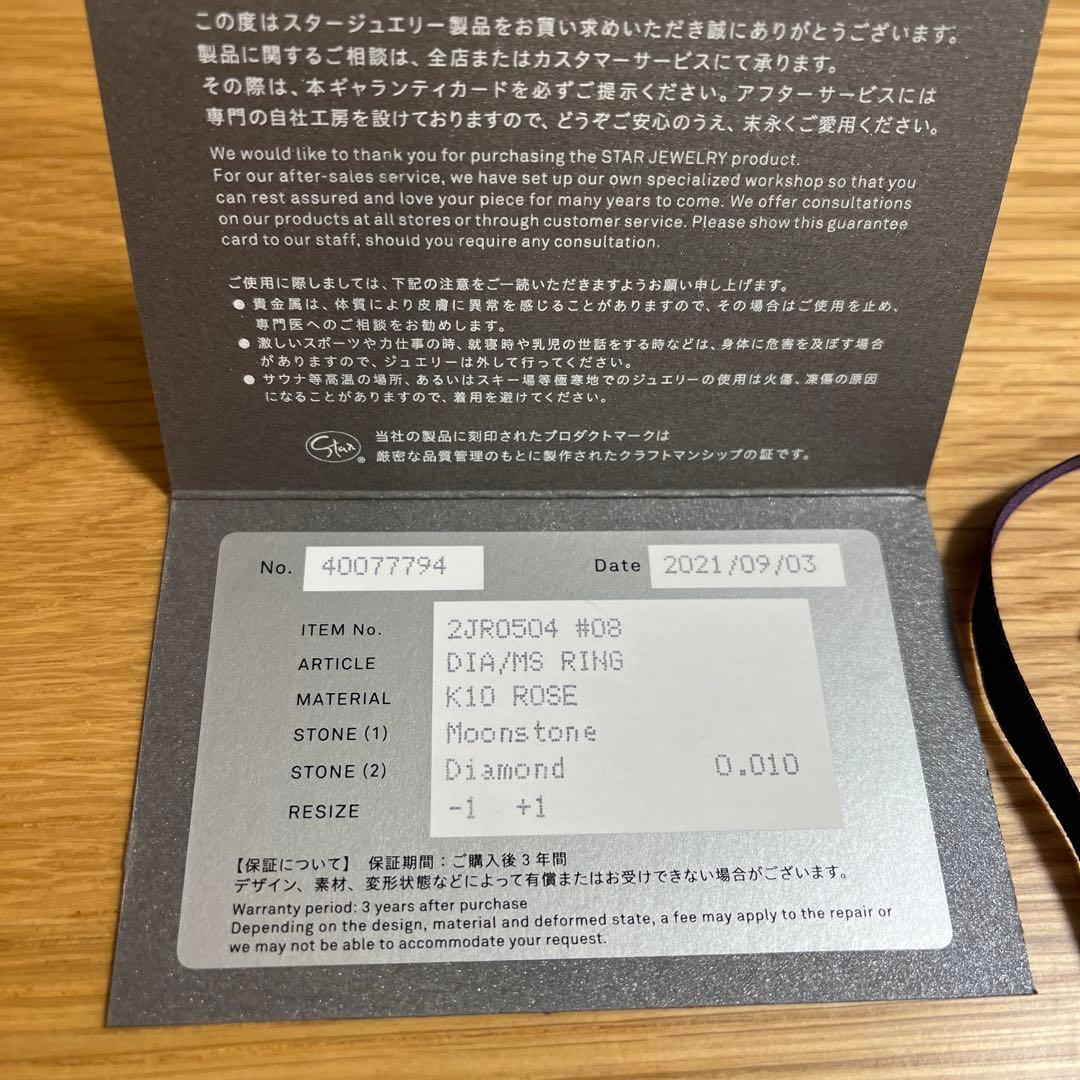 この度はスタージュエリー製品をお買い求めいただき誠にありがとうございます。
製品に関するご相談は、全店またはカスタマーサービスにて承ります。
その際は、本ギャランティカードを必ずご提示ください。アフターサービスには
専門の自社工房を設けておりますので、どうぞご安心のうえ、末永くご愛用ください。
We would like to thank you for purchasing the STAR JEWELRY product.
For our after-sales service, we have set up our own specialized workshop so that you
can rest assured and love your piece for many years to come. We offer consultations
on our products at all stores or through customer service. Please show this guarantee
card to our staff, should you require any consultation.
ご使用に際しましては、下記の注意をご一読いただきますようお願い申し上げます。
● 貴金属は、体質により皮膚に異常を感じることがありますので、その場合はご使用を止め、
専門医へのご相談をお勧めします。
● 激しいスポーツや力仕事の時、就寝時や乳児の世話をする時などは、身体に危害を及ぼす場合
がありますので、ジュエリーは外して行ってください。
● サウナ等高温の場所、あるいはスキー場等極寒地でのジュエリーの使用は火傷、凍傷の原因
になることがありますので、着用を避けてください。
Star ®
当社の製品に刻印されたプロダクトマークは
厳密な品質管理のもとに製作されたクラフトマンシップの証です。
No. 40077794 Date 2021/09/03
ITEM No. 2JR0504 #08
ARTICLE DIA/MS RING
MATERIAL K10 ROSE
STONE (1) Moonstone
STONE (2) Diamond 0.010
RESIZE -1 +1
【保証について】 保証期間：ご購入後3年間
デザイン、素材、変形状態などによって有償またはお受けできない場合がございます。
Warranty period: 3 years after purchase
Depending on the design, material and deformed state, a fee may apply to the repair or
we may not be able to accommodate your request.